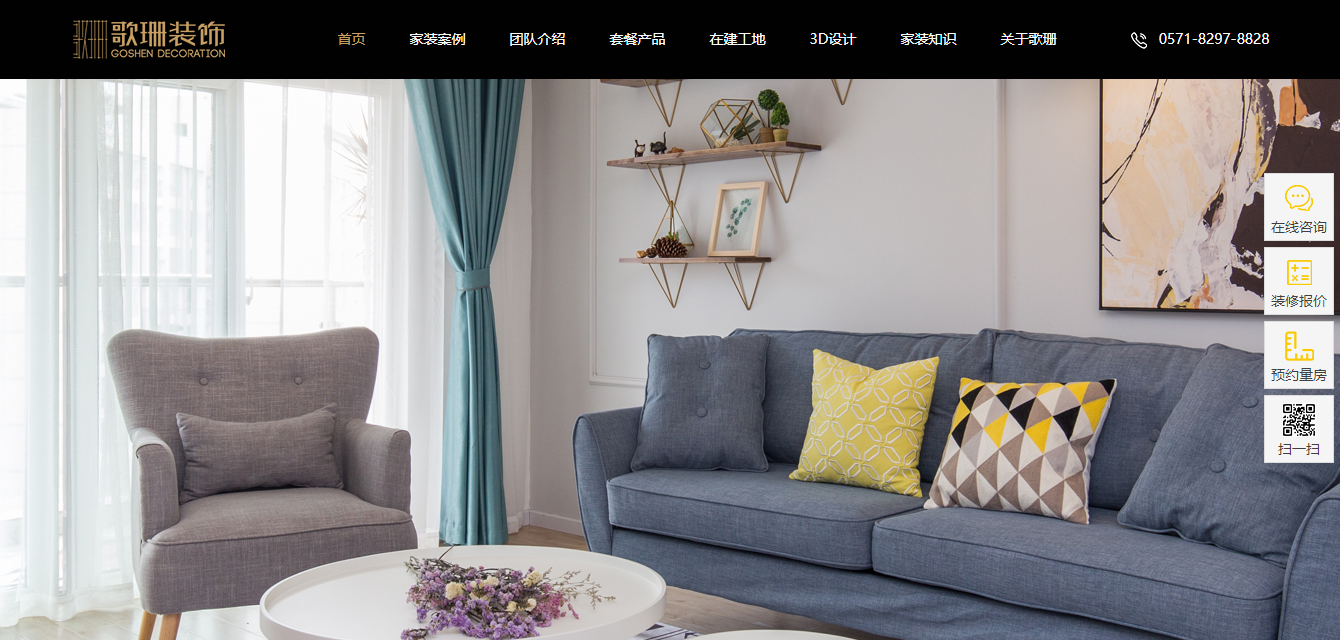 歌珊装饰
GOSHEN DECORATION
首页 家装案例 团队介绍 套餐产品 在建工地 3D设计 家装知识 关于歌珊 0571-8297-8828
在线咨询
装修报价
预约量房
扫一扫